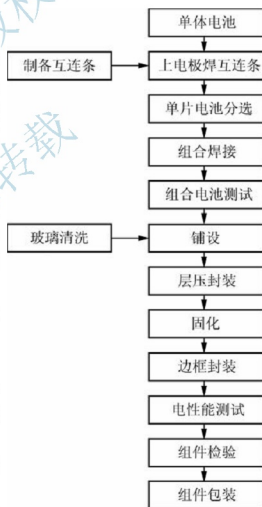 单体电池
制备互连条
上电极焊互连条
单片电池分选
组合焊接
组合电池测试
玻璃清洗
铺设
层压封装
固化
边框封装
电性能测试
组件检验
组件包装
转载